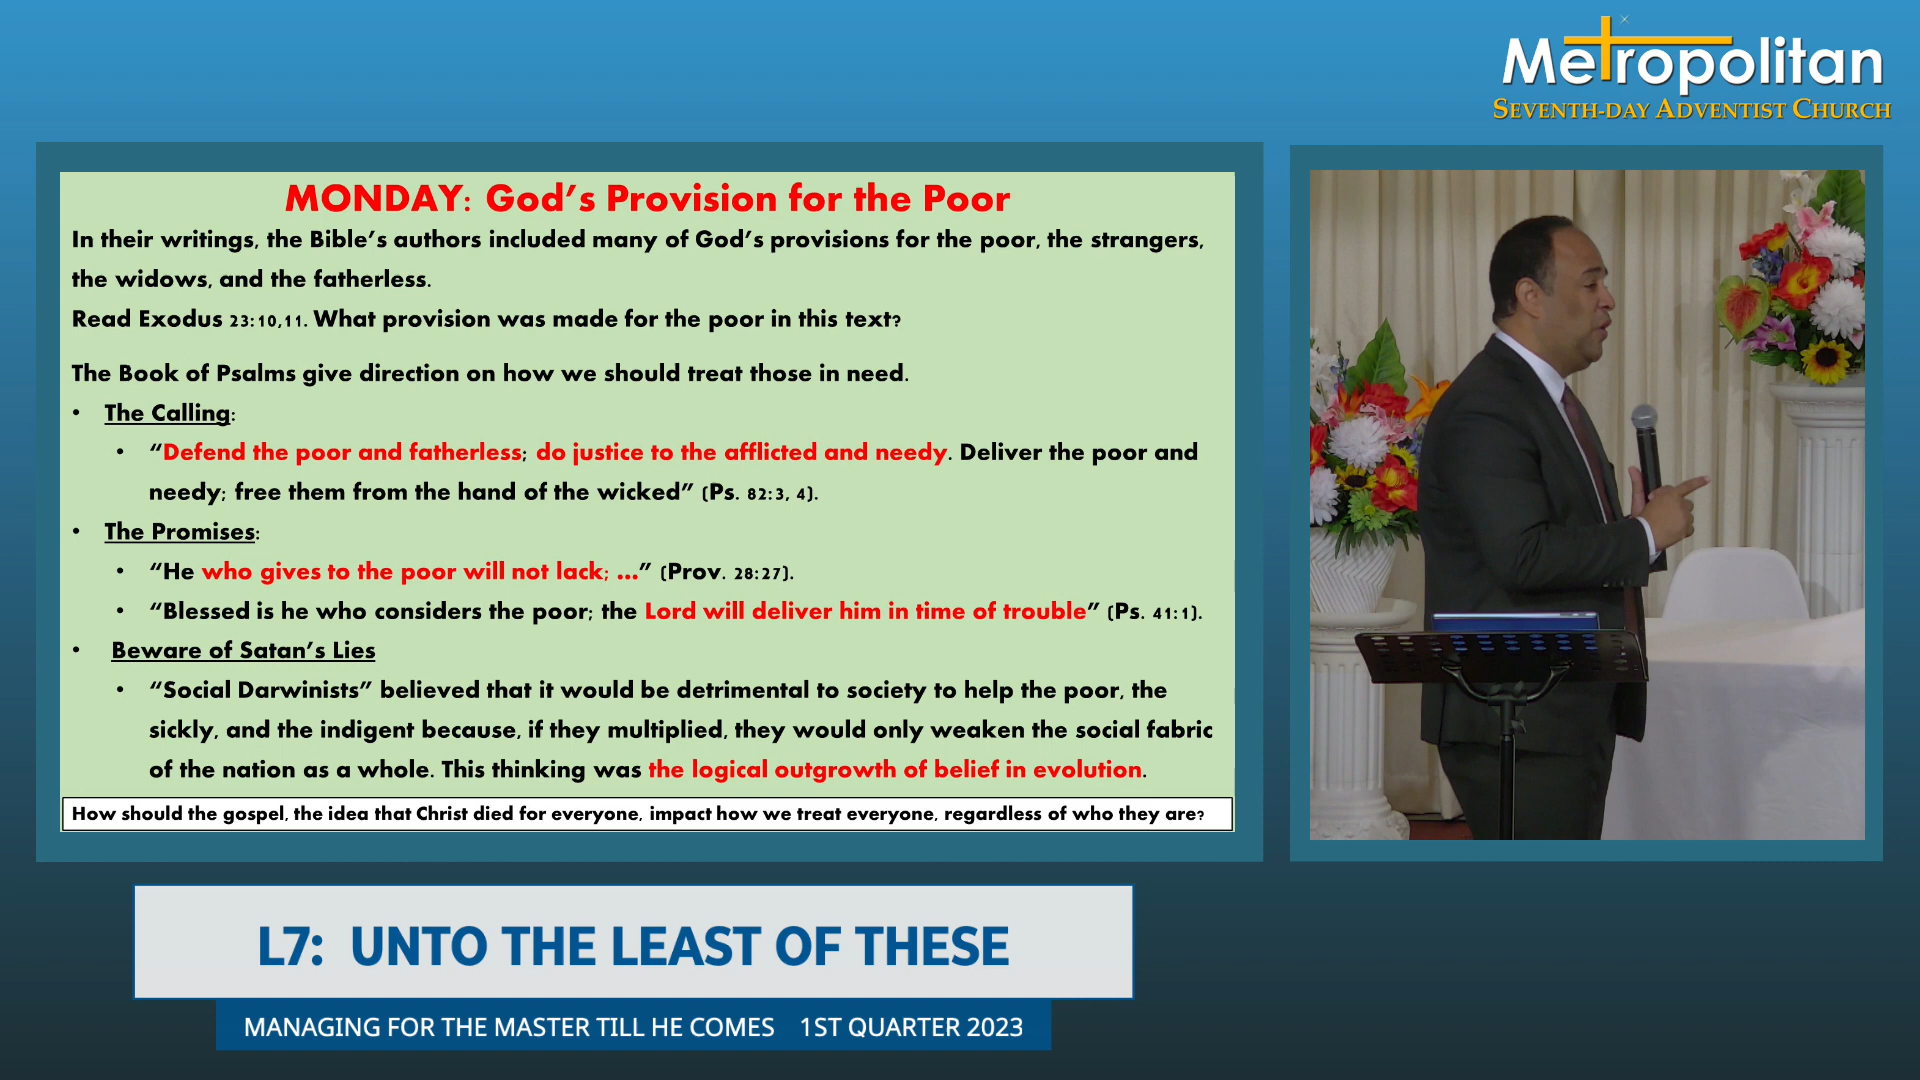 Metropolitan
SEVENTH-DAY ADVENTIST CHURCH
MONDAY: God's Provision for the Poor
In their writings, the Bible's authors included many of God's provisions for the poor, the strangers,
the widows, and the fatherless.
Read Exodus 23:10,11. What provision was made for the poor in this text?
The Book of Psalms give direction on how we should treat those in need.
• The Calling:
• “Defend the poor and fatherless; do justice to the afflicted and needy. Deliver the poor and
needy; free them from the hand of the wicked” (Ps. 82:3, 4).
• The Promises:
• “He who gives to the poor will not lack; ...” (Prov. 28:27).
• “Blessed is he who considers the poor; the Lord will deliver him in time of trouble” (Ps. 41:1).
• Beware of Satan's Lies
• “Social Darwinists” believed that it would be detrimental to society to help the poor, the
sickly, and the indigent because, if they multiplied, they would only weaken the social fabric
of the nation as a whole. This thinking was the logical outgrowth of belief in evolution.
How should the gospel, the idea that Christ died for everyone, impact how we treat everyone, regardless of who they are?
L7: UNTO THE LEAST OF THESE
MANAGING FOR THE MASTER TILL HE COMES 1ST QUARTER 2023